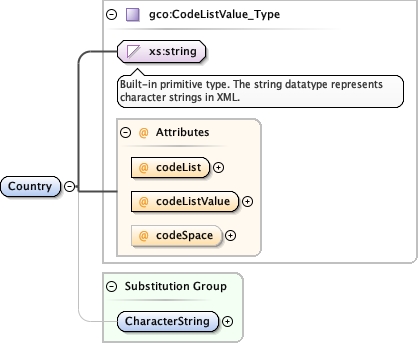 gco:CodeListValue_Type
xs:string
Built-in primitive type. The string datatype represents
character strings in XML.
@ Attributes
@ codeList
@ codeListValue
@ codeSpace
Country
Substitution Group
CharacterString